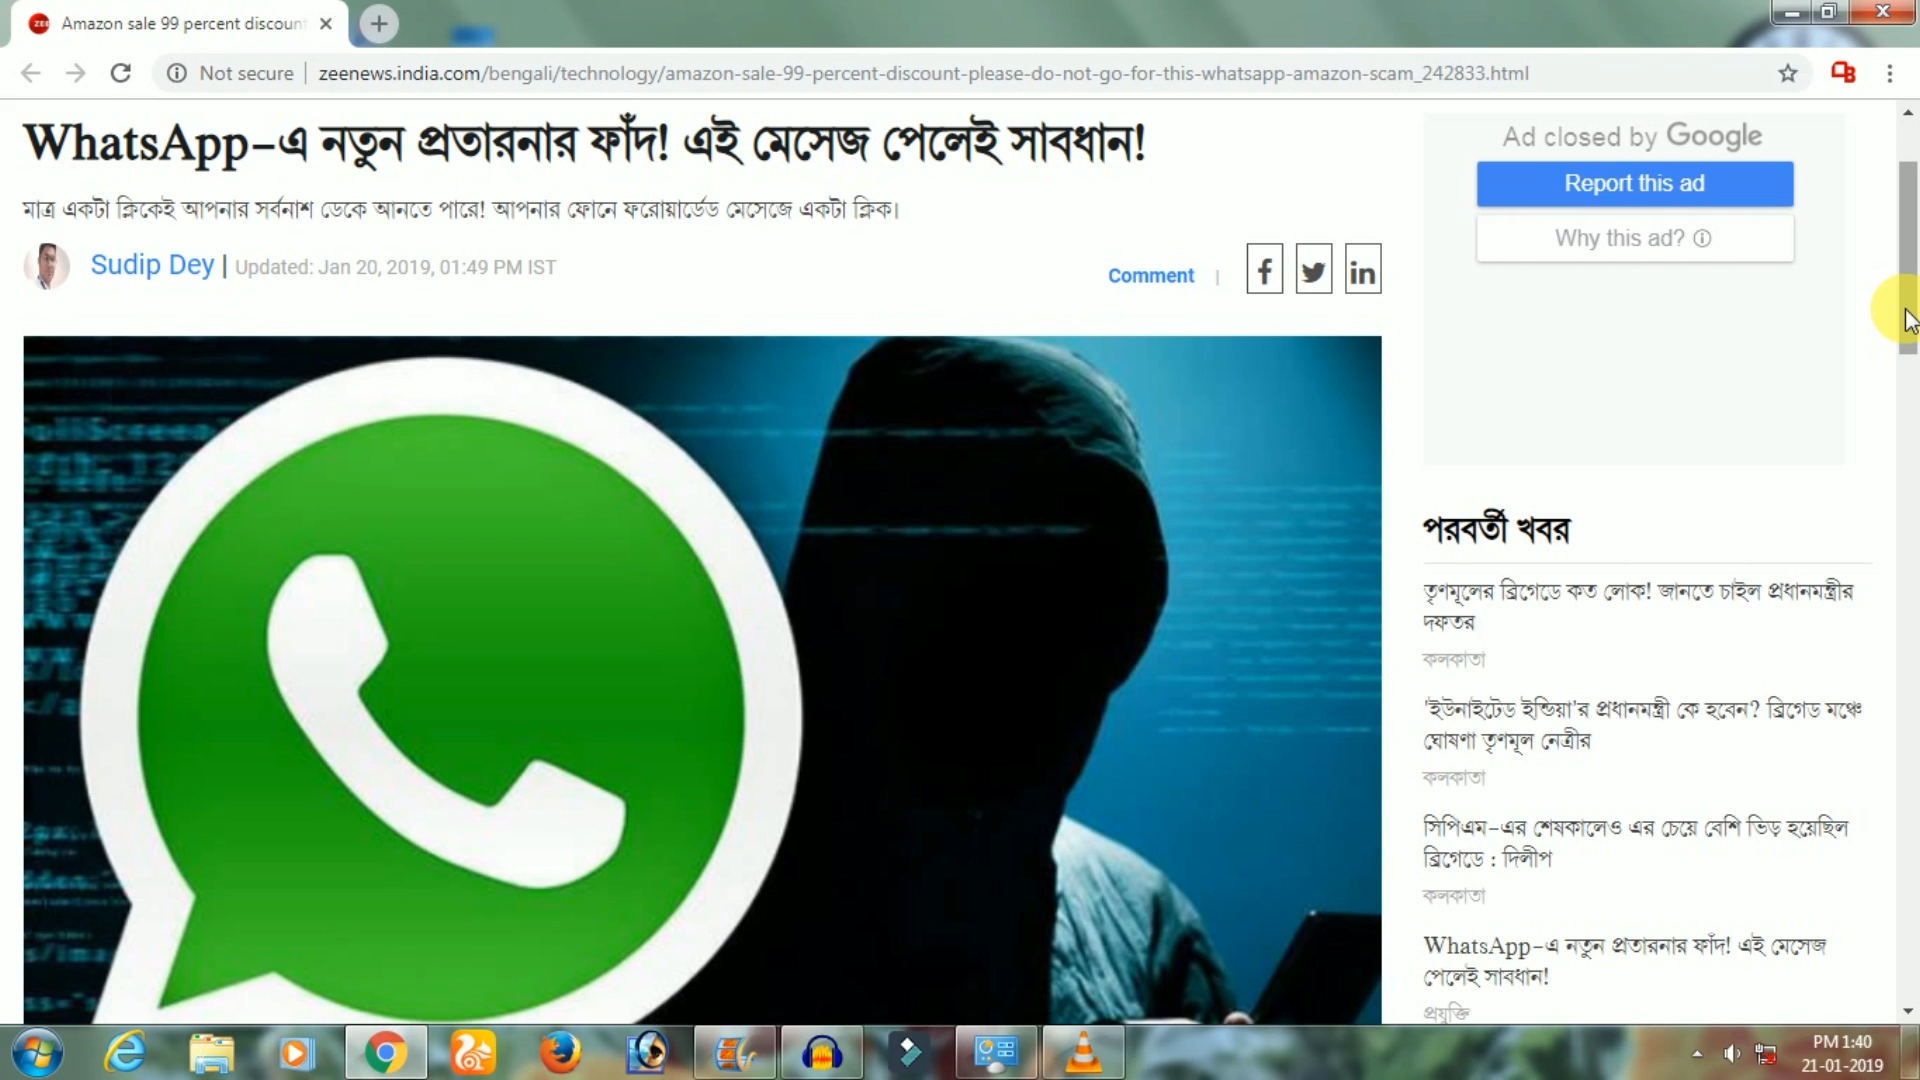 Amazon sale 99 percent discoun
Not secure | zeenews.india.com/bengali/technology/amazon-sale-99-percent-discount-please-do-not-go-for-this-whatsapp-amazon-scam_242833.html
WhatsApp-এ নতুন প্রতারনার ফাঁদ! এই মেসেজ পেলেই সাবধান!
মাত্র একটা ক্লিকেই আপনার সর্বনাশ ডেকে আনতে পারে! আপনার ফোনে ফরোয়ার্ডেড মেসেজে একটা ক্লিক।
Sudip Dey | Updated: Jan 20, 2019, 01:49 PM IST
Comment |
Ad closed by Google
Report this ad
Why this ad?
পরবর্তী খবর
তৃণমূলের ব্রিগেডে কত লোক! জানতে চাইল প্রধানমন্ত্রীর
দফতর
কলকাতা
'ইউনাইটেড ইন্ডিয়া'র প্রধানমন্ত্রী কে হবেন? ব্রিগেড মঞ্চে
ঘোষণা তৃণমূল নেত্রীর
কলকাতা
সিপিএম-এর শেষকালেও এর চেয়ে বেশি ভিড় হয়েছিল
ব্রিগেডে : দিলীপ
কলকাতা
WhatsApp-এ নতুন প্রতারনার ফাঁদ! এই মেসেজ
পেলেই সাবধান!
প্রযুক্তি
PM 1:40
21-01-2019